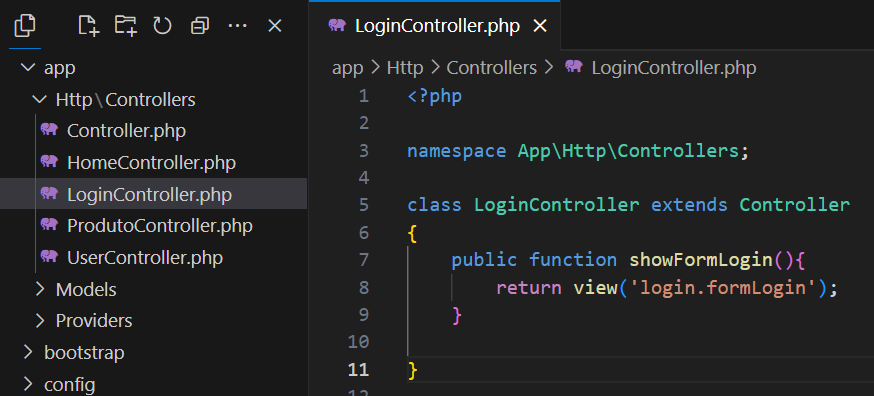 app
Http\Controllers
Controller.php
HomeController.php
LoginController.php
ProdutoController.php
UserController.php
Models
Providers
bootstrap
config
LoginController.php
app > Http > Controllers > LoginController.php
1 <?php
2
3 namespace App\Http\Controllers;
4
5 class LoginController extends Controller
6 {
7     public function showFormLogin(){
8         return view('login.formLogin');
9     }
10
11 }
12